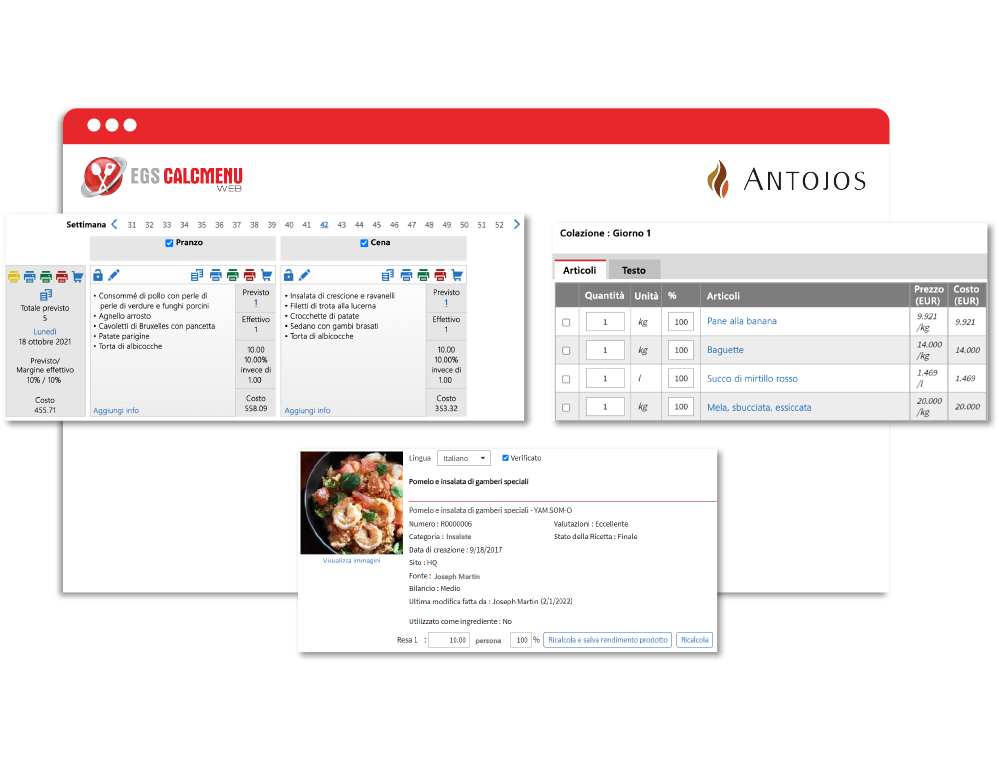 EGS CALCMENU
WEB
ANTOJOS
Settimana 31 32 33 34 35 36 37 38 39 40 41 42 43 44 45 46 47 48 49 50 51 52
Pranzo
Cena
Totale previsto
5
Lunedì
18 ottobre 2021
Previsto/
Margine effettivo
10% / 10%
Costo
455.71
• Consommé di pollo con perle di
perle di verdure e funghi porcini
• Agnello arrosto
• Cavoletti di Bruxelles con pancetta
• Patate parigine
• Torta di albicocche
Aggiungi info
Previsto
1
Effettivo
1
10.00
10.00%
invece di
1.00
Costo
558.09
• Insalata di crescione e ravanelli
• Filetti di trota alla lucerna
• Crocchette di patate
• Sedano con gambi brasati
• Torta di albicocche
Aggiungi info
Previsto
1
Effettivo
1
10.00
10.00%
invece di
1.00
Costo
353.32
Colazione : Giorno 1
Articoli Testo
Quantità Unità % Articoli Prezzo (EUR) Costo (EUR)
1 kg 100 Pane alla banana 9.921 /kg 9.921
1 kg 100 Baguette 14.000 /kg 14.000
1 l 100 Succo di mirtillo rosso 1.469 /l 1.469
1 kg 100 Mela, sbucciata, essiccata 20.000 /kg 20.000
Lingua Italiano Verificato
Pomelo e insalata di gamberi speciali
Pomelo e insalata di gamberi speciali - YAM SOM-O
Numero : R0000006 Valutazioni : Eccellente
Categoria : Insalate Stato della Ricetta : Finale
Data di creazione : 9/18/2017
Sito : HQ
Fonte : Joseph Martin
Bilancio : Medio
Ultima modifica fatta da : Joseph Martin (2/1/2022)
Utilizzato come ingrediente : No
Visualizza immagini
Resa 1 : 10.00 persona 100 % Ricalcola e salva rendimento prodotto Ricalcola